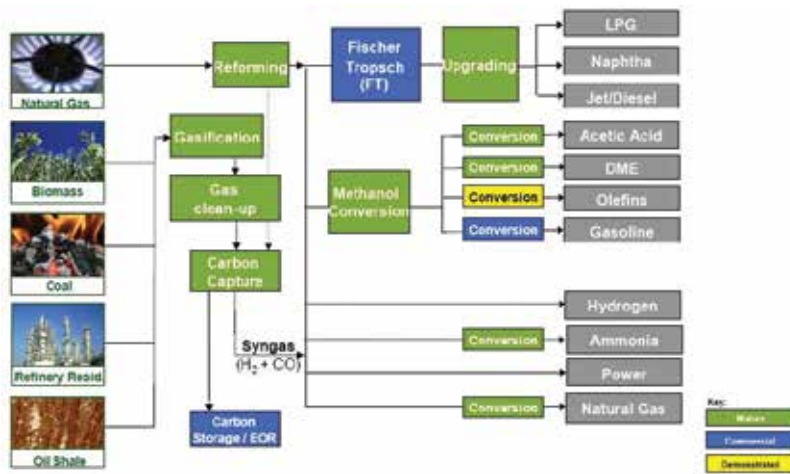 Natural Gas
Biomass
Coal
Refinery Resid
Oil Shale
Reforming
Gasification
Gas
clean-up
Carbon
Capture
Syngas
(H₂ + CO)
Carbon
Storage / EOR
Fischer
Tropsch
(FT)
Upgrading
Methanol
Conversion
Conversion
Conversion
Conversion
Conversion
Conversion
Conversion
LPG
Naphtha
Jet/Diesel
Acetic Acid
DME
Olefins
Gasoline
Hydrogen
Ammonia
Power
Natural Gas
Key:
Mature
Commercial
Demonstrated